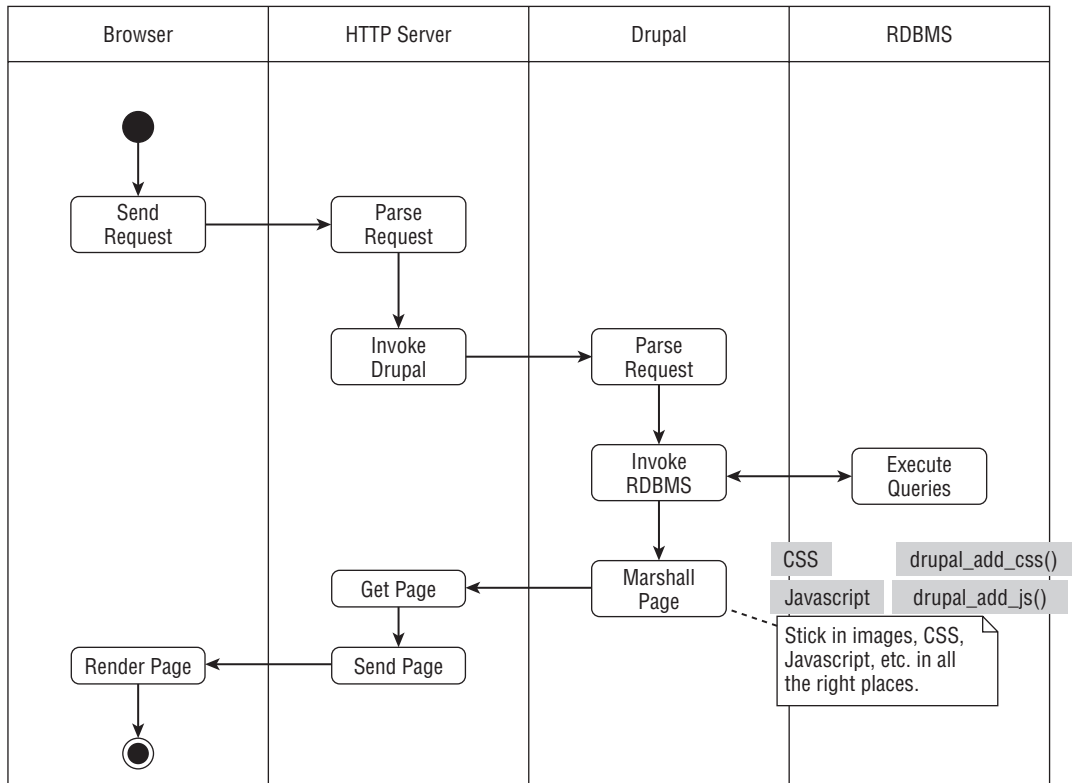 Browser
HTTP Server
Drupal
RDBMS
Send
Request
Parse
Request
Invoke
Drupal
Parse
Request
Invoke
RDBMS
Execute
Queries
CSS
drupal_add_css()
Marshall
Page
Get Page
Javascript
drupal_add_js()
Stick in images, CSS,
Javascript, etc. in all
the right places.
Render Page
Send Page